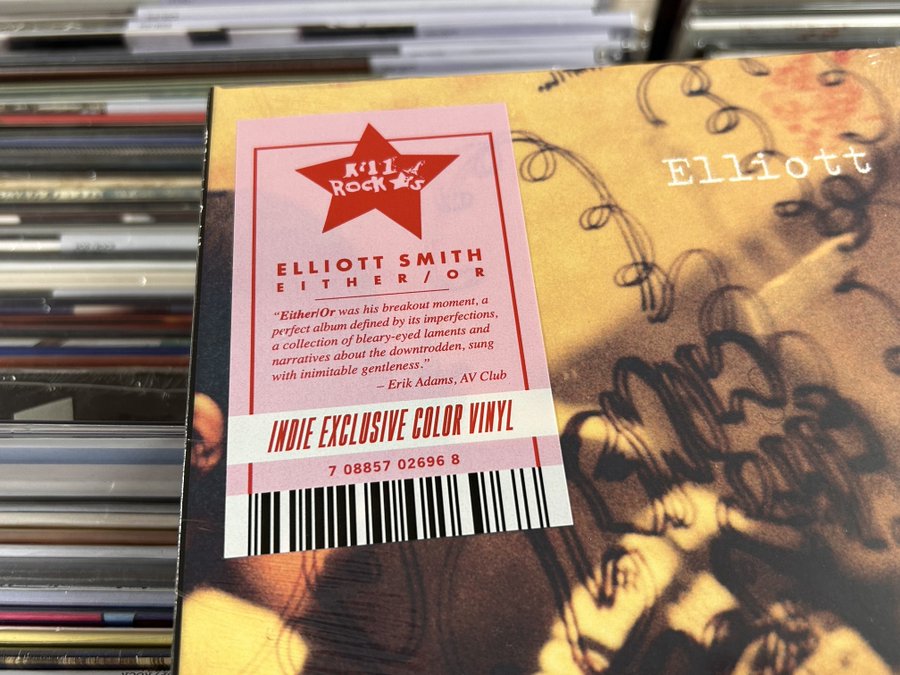 Elliott
Kill
ROCK
ELLIOTT SMITH
EITHER/OR
“Either/Or was his breakout moment, a
perfect album defined by its imperfections,
a collection of bleary-eyed laments and
narratives about the downtrodden, sung
with inimitable gentleness.”
– Erik Adams, AV Club
INDIE EXCLUSIVE COLOR VINYL
7 08857 02696 8